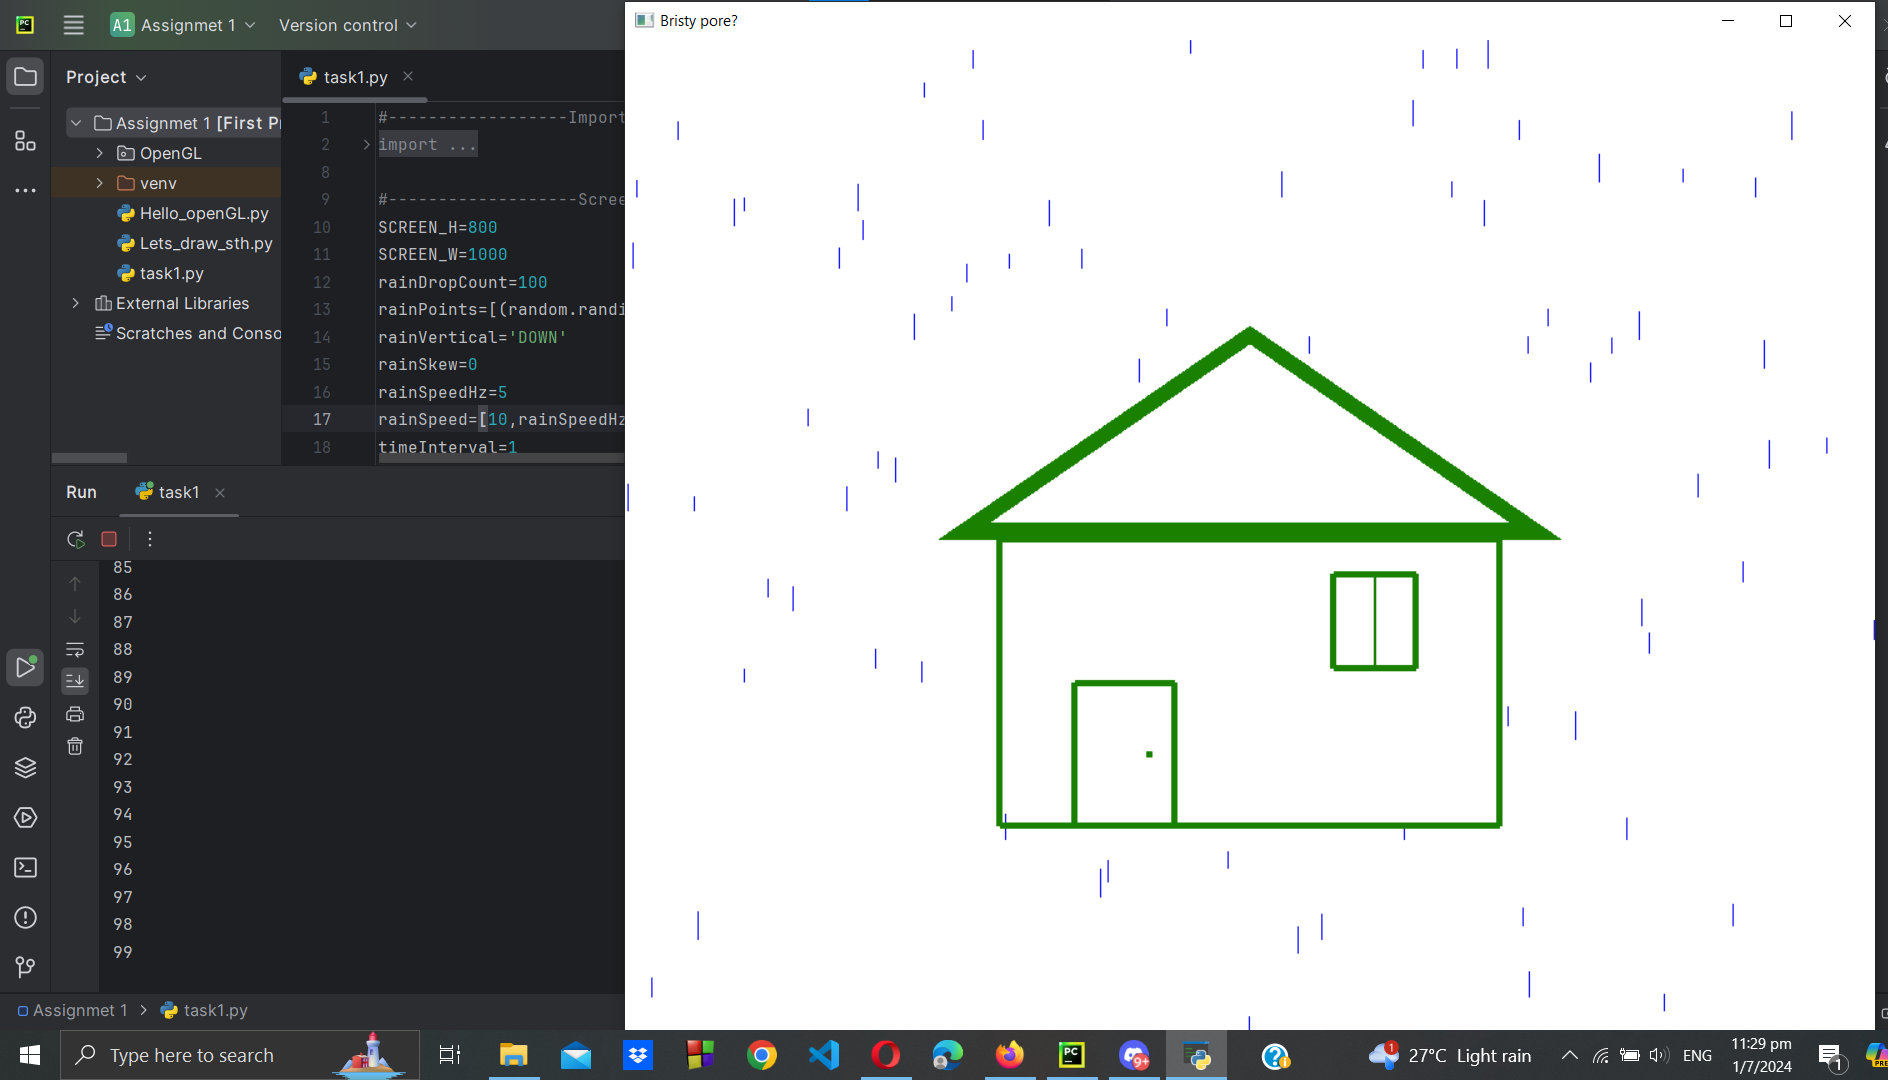 A1 Assignmet 1 Version control
Bristy pore?
Project
task1.py
Assignmet 1 [First P
OpenGL
venv
Hello_openGL.py
Lets_draw_sth.py
task1.py
External Libraries
Scratches and Conso
1 #------------------Import
2 import ...
8
9 #-------------------Scree
10 SCREEN_H=800
11 SCREEN_W=1000
12 rainDropCount=100
13 rainPoints=[(random.randi
14 rainVertical='DOWN'
15 rainSkew=0
16 rainSpeedHz=5
17 rainSpeed=[10,rainSpeedHz
18 timeInterval=1
Run task1
85
86
87
88
89
90
91
92
93
94
95
96
97
98
99
Assignmet 1 > task1.py
Type here to search
PC
9+
1
27°C Light rain
ENG
11:29 pm
1/7/2024
1
PRE